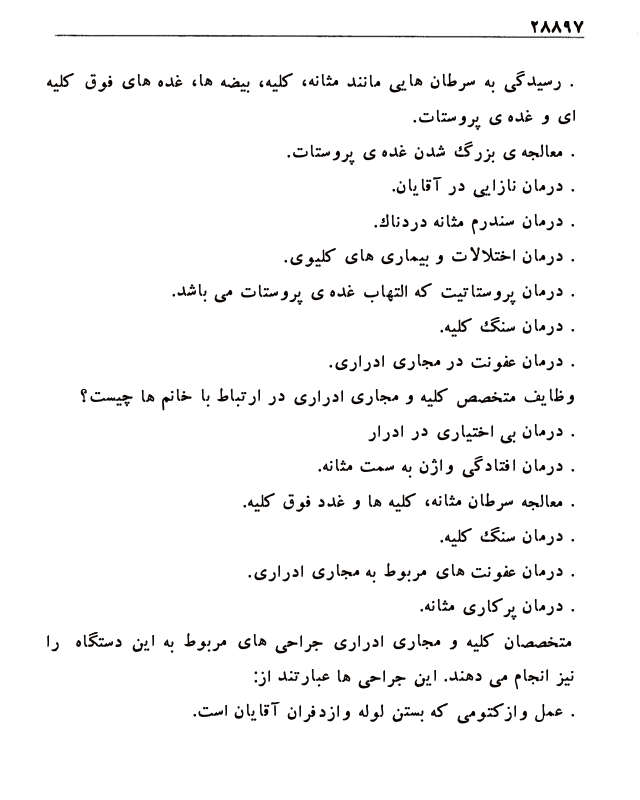 ۲۸۸۹۷
. رسیدگی به سرطان هایی مانند مثانه، کلیه، بیضه ها، غده های فوق کلیه
ای و غده ی پروستات.
. معالجه ی بزرگ شدن غده ی پروستات.
. درمان نازایی در آقایان.
. درمان سندرم مثانه دردناک.
. درمان اختلالات و بیماری های کلیوی.
. درمان پروستاتیت که التهاب غده ی پروستات می باشد.
. درمان سنگ کلیه.
. درمان عفونت در مجاری ادراری.
وظایف متخصص کلیه و مجاری ادراری در ارتباط با خانم ها چیست؟
. درمان بی اختیاری در ادرار
. درمان افتادگی واژن به سمت مثانه.
. معالجه سرطان مثانه، کلیه ها و غدد فوق کلیه.
. درمان سنگ کلیه.
. درمان عفونت های مربوط به مجاری ادراری.
. درمان پرکاری مثانه.
متخصصان کلیه و مجاری ادراری جراحی های مربوط به این دستگاه را
نیز انجام می دهند. این جراحی ها عبارتند از:
. عمل وازکتومی که بستن لوله وازدفران آقایان است.